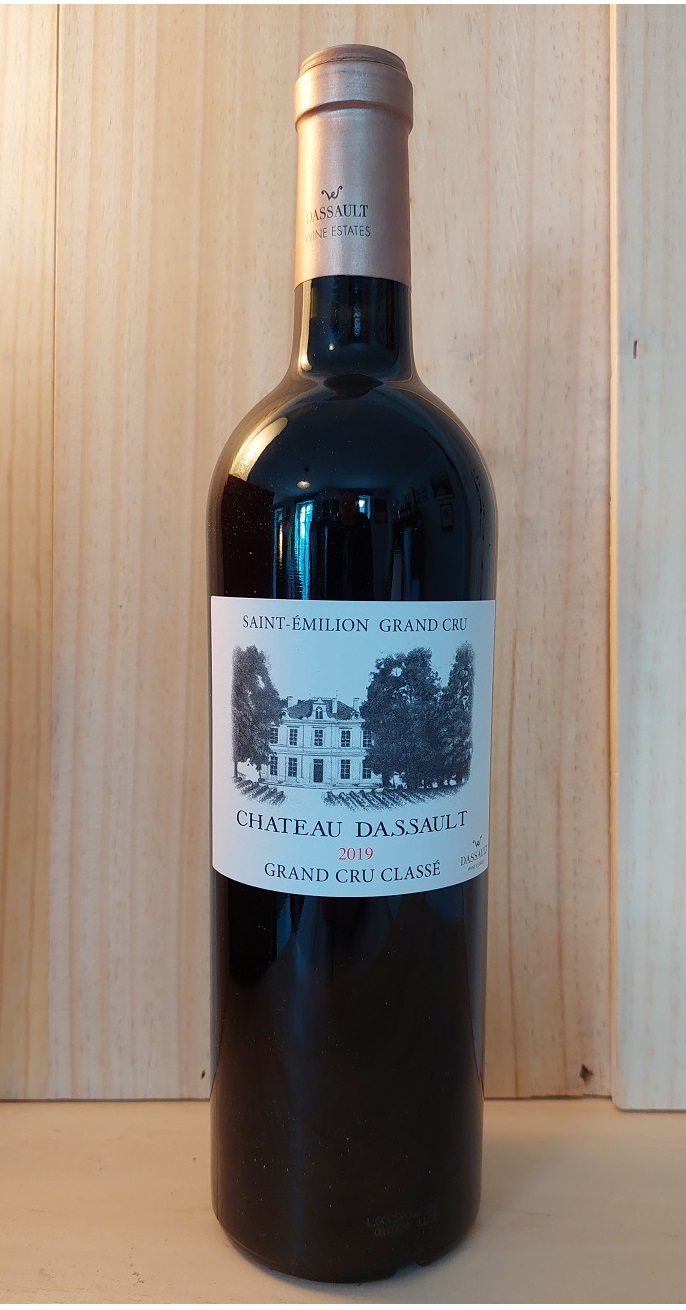 DASSAULT
WINE ESTATES
SAINT-ÉMILION GRAND CRU
CHATEAU DASSAULT
2019
GRAND CRU CLASSÉ
DASSAULT